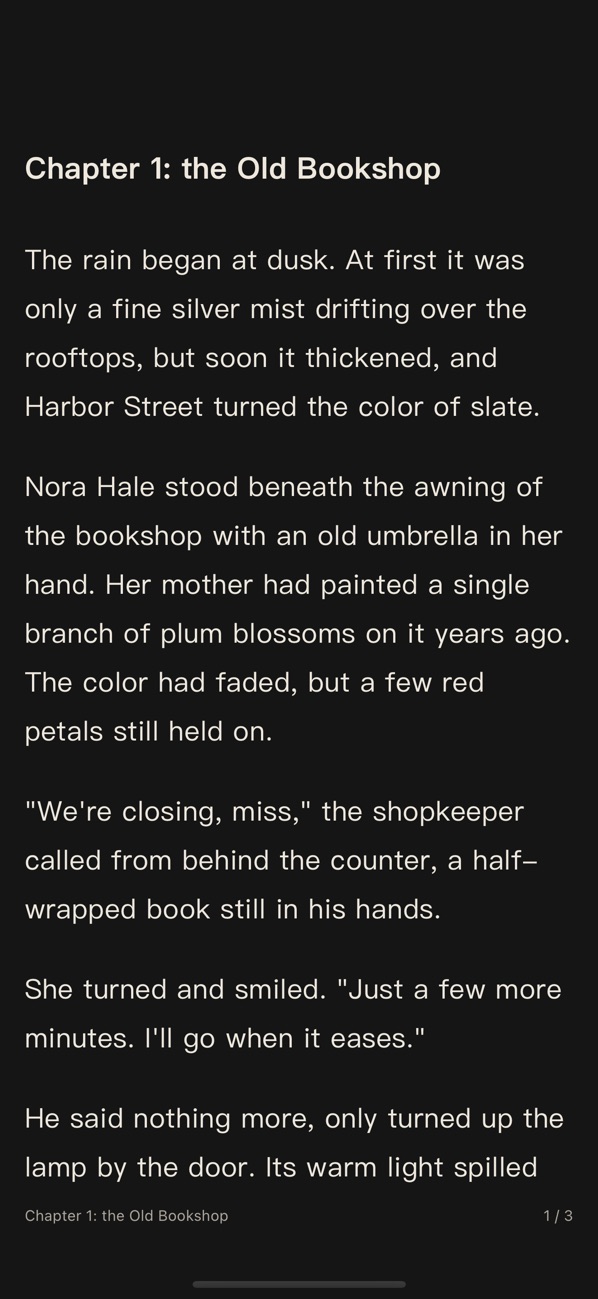 Chapter 1: the Old Bookshop
The rain began at dusk. At first it was
only a fine silver mist drifting over the
rooftops, but soon it thickened, and
Harbor Street turned the color of slate.
Nora Hale stood beneath the awning of
the bookshop with an old umbrella in her
hand. Her mother had painted a single
branch of plum blossoms on it years ago.
The color had faded, but a few red
petals still held on.
"We're closing, miss," the shopkeeper
called from behind the counter, a half–
wrapped book still in his hands.
She turned and smiled. "Just a few more
minutes. I'll go when it eases."
He said nothing more, only turned up the
lamp by the door. Its warm light spilled
Chapter 1: the Old Bookshop 1 / 3